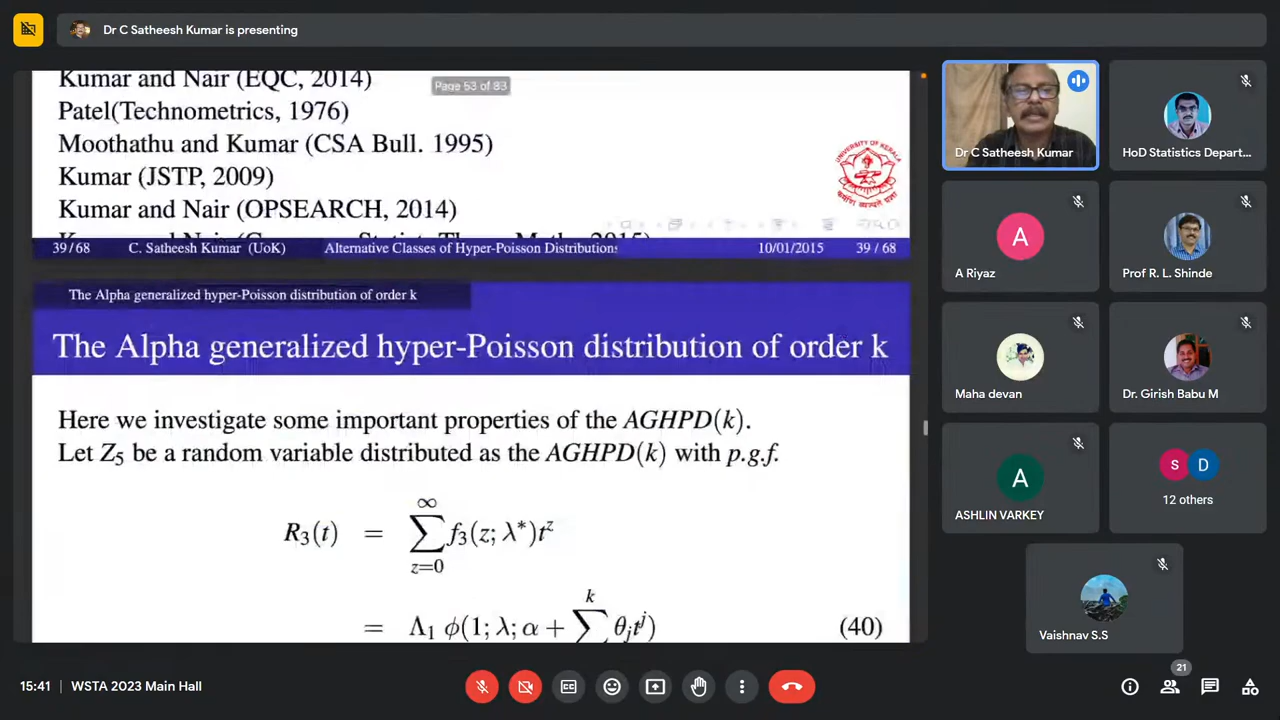 Dr C Satheesh Kumar is presenting
Kumar and Nair (EQC, 2014)
Page 53 of 83
Patel(Technometrics, 1976)
Moothathu and Kumar (CSA Bull. 1995)
Kumar (JSTP, 2009)
Kumar and Nair (OPSEARCH, 2014)
UNIVERSITY OF KERALA
39 / 68 C. Satheesh Kumar (UoK) Alternative Classes of Hyper-Poisson Distributions 10/01/2015 39 / 68
The Alpha generalized hyper-Poisson distribution of order k
The Alpha generalized hyper-Poisson distribution of order k
Here we investigate some important properties of the AGHPD(k).
Let Z₅ be a random variable distributed as the AGHPD(k) with p.g.f.
R₃(t) = ∑_{z=0}^{∞} f₃(z; λ*)t^z
= Λ₁ ϕ(1; λ; α + ∑^{k} θⱼtʲ) (40)
Dr C Satheesh Kumar
HoD Statistics Depart...
A
A Riyaz
Prof R. L. Shinde
Maha devan
Dr. Girish Babu M
A
ASHLIN VARKEY
S D
12 others
Vaishnav S.S
15:41 | WSTA 2023 Main Hall
21